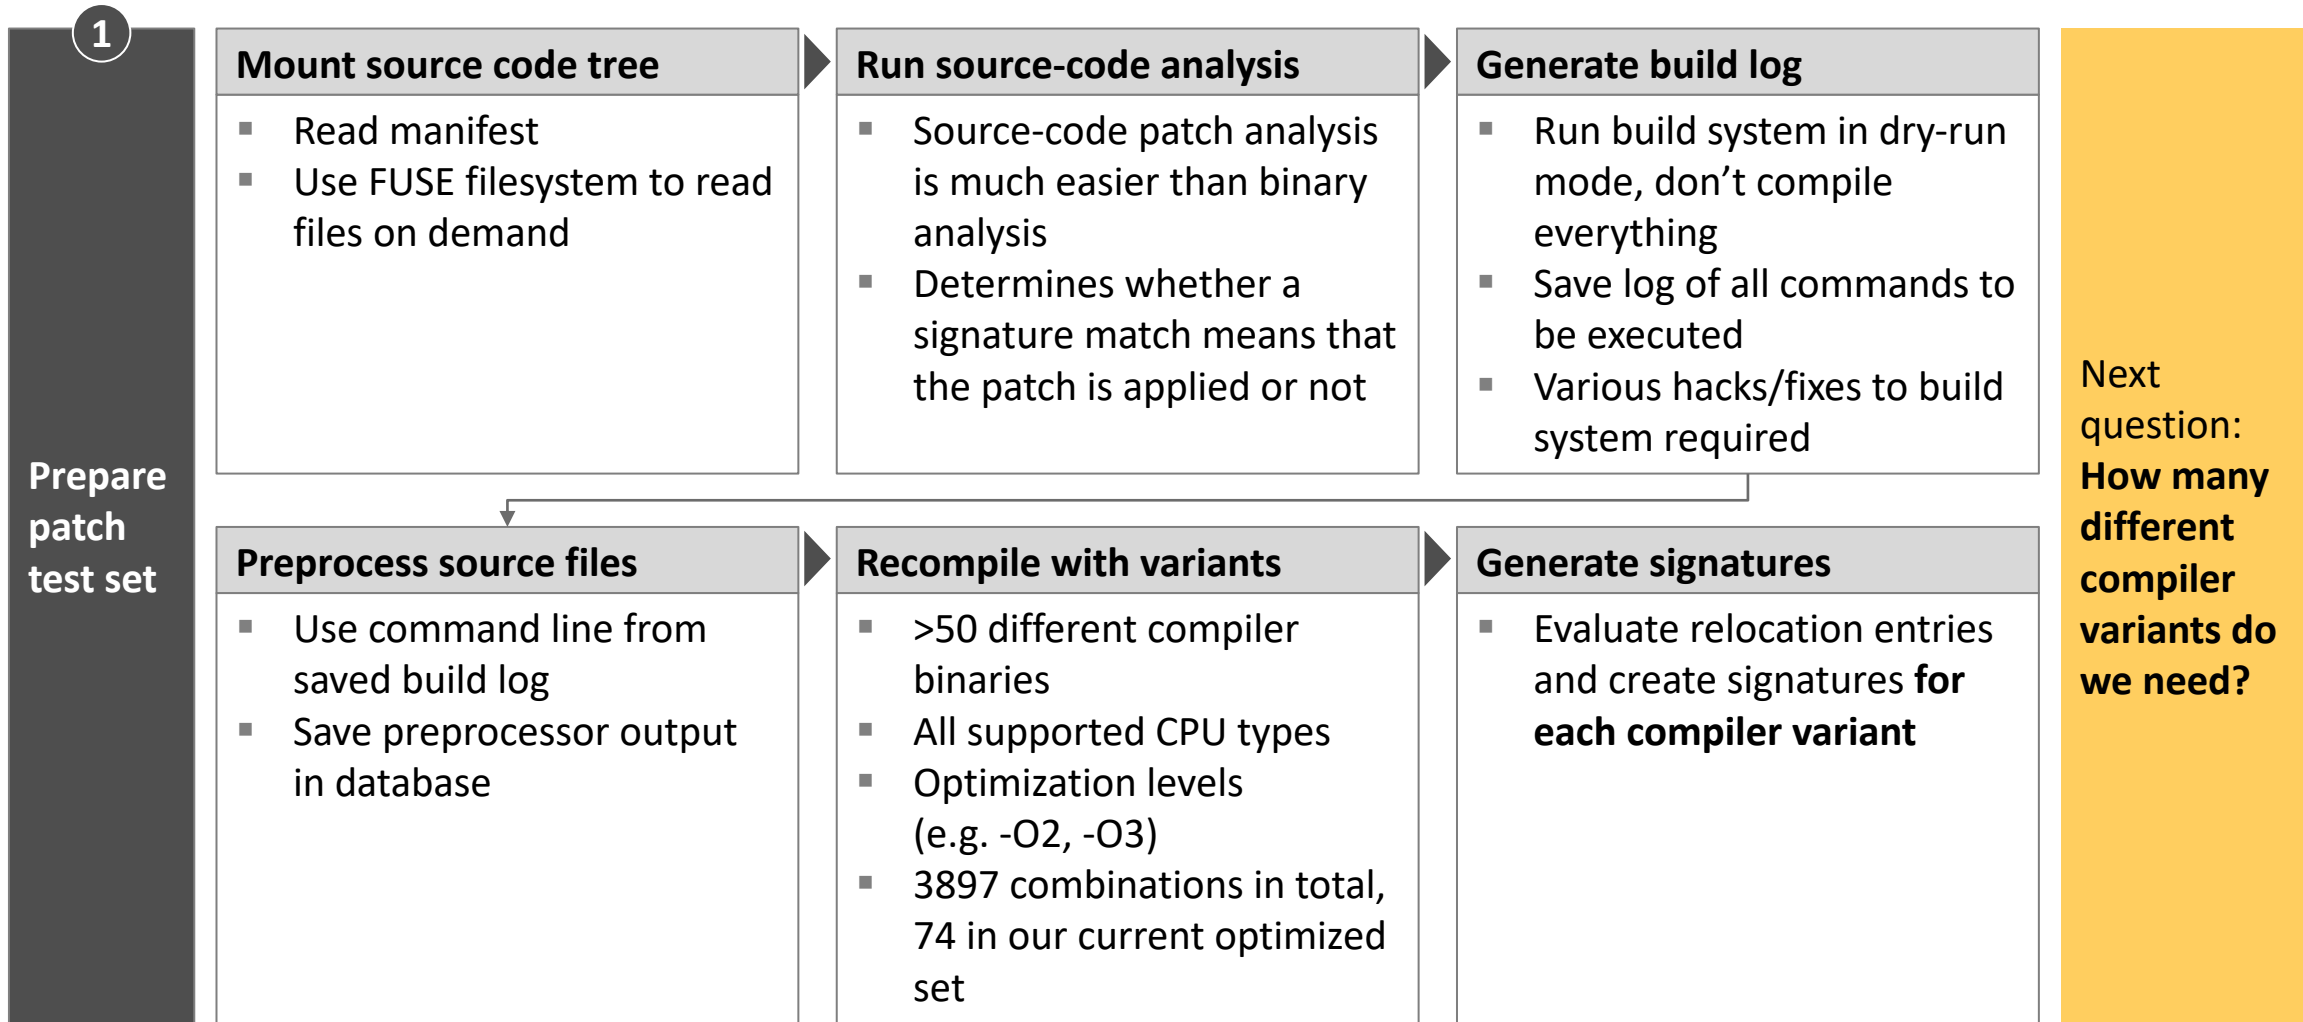 1
Prepare
patch
test set
Mount source code tree
▪ Read manifest
▪ Use FUSE filesystem to read
files on demand
Run source-code analysis
▪ Source-code patch analysis
is much easier than binary
analysis
▪ Determines whether a
signature match means that
the patch is applied or not
Generate build log
▪ Run build system in dry-run
mode, don’t compile
everything
▪ Save log of all commands to
be executed
▪ Various hacks/fixes to build
system required
Preprocess source files
▪ Use command line from
saved build log
▪ Save preprocessor output
in database
Recompile with variants
▪ >50 different compiler
binaries
▪ All supported CPU types
▪ Optimization levels
(e.g. -O2, -O3)
▪ 3897 combinations in total,
74 in our current optimized
set
Generate signatures
▪ Evaluate relocation entries
and create signatures for
each compiler variant
Next
question:
How many
different
compiler
variants do
we need?